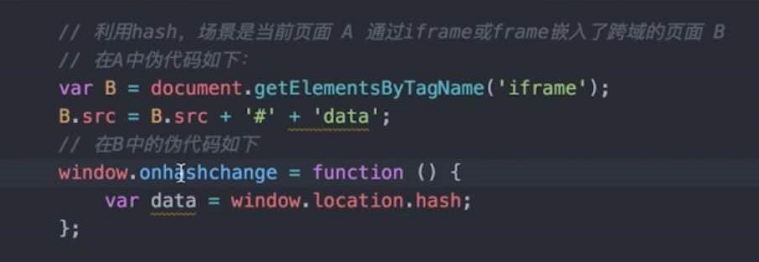 // 利用hash，场景是当前页面 A 通过iframe或frame嵌入了跨域的页面 B
// 在A中伪代码如下：
var B = document.getElementsByTagName('iframe');
B.src = B.src + '#' + 'data';
// 在B中的伪代码如下
window.onhashchange = function () {
    var data = window.location.hash;
};